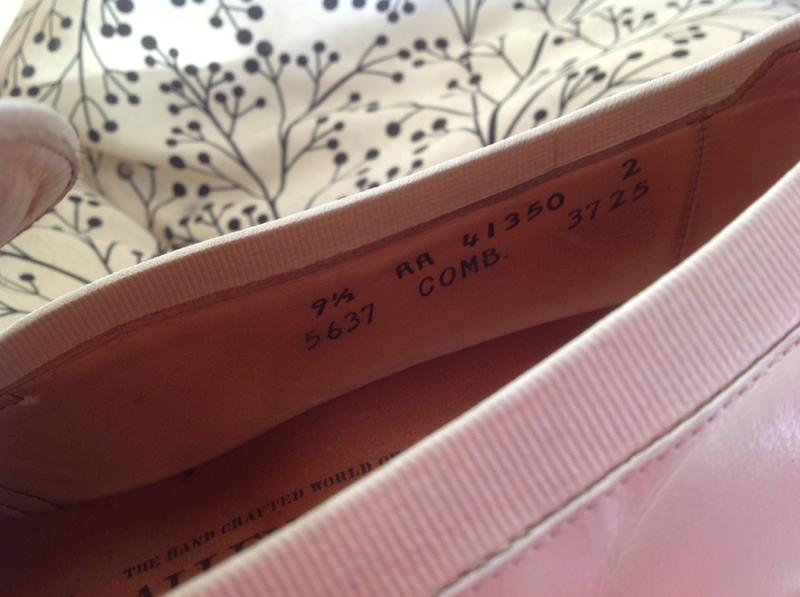 9½ AA 41350 2
5637 COMB. 3725
THE HAND CRAFTED WORLD